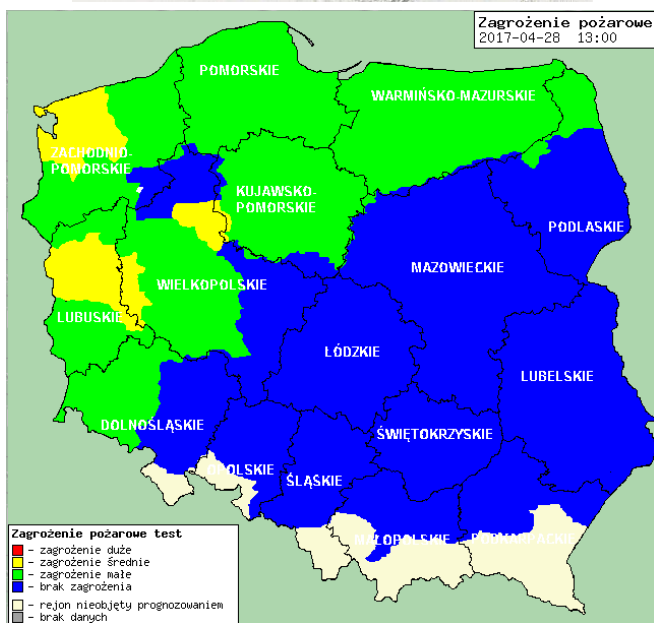 Zagrożenie pożarowe
2017-04-28 13:00
POMORSKIE
WARMIŃSKO-MAZURSKIE
ZACHODNIO-
POMORSKIE
KUJAWSKO-
POMORSKIE
PODLASKIE
MAZOWIECKIE
WIELKOPOLSKIE
LUBUSKIE
ŁÓDZKIE
LUBELSKIE
DOLNOŚLĄSKIE
ŚWIĘTOKRZYSKIE
OPOLSKIE
ŚLĄSKIE
MAŁOPOLSKIE
PODKARPACKIE
Zagrożenie pożarowe test
- zagrożenie duże
- zagrożenie średnie
- zagrożenie małe
- brak zagrożenia
- rejon nieobjęty prognozowaniem
- brak danych